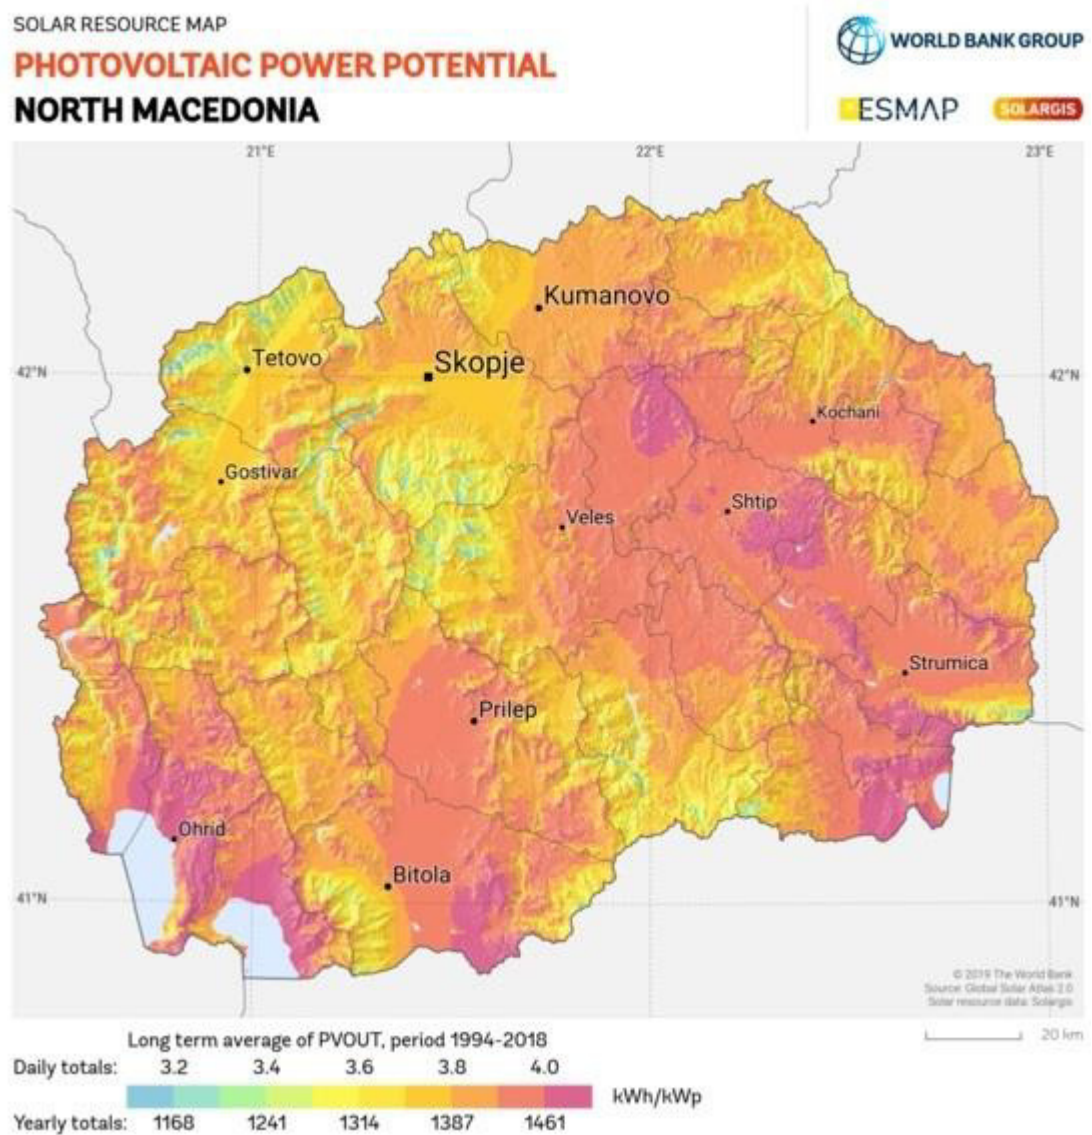 SOLAR RESOURCE MAP
PHOTOVOLTAIC POWER POTENTIAL
NORTH MACEDONIA
WORLD BANK GROUP
ESMAP
SOLARGIS
21°E 22°E 23°E
Kumanovo
Tetovo
Skopje
42°N 42°N
Kochani
Gostivar
Shtip
Veles
Strumica
Prilep
Ohrid
Bitola
41°N 41°N
© 2019 The World Bank
Source: Global Solar Atlas 2.0
Solar resource data: Solargis
20 km
Long term average of PVOUT, period 1994-2018
Daily totals: 3.2 3.4 3.6 3.8 4.0
kWh/kWp
Yearly totals: 1168 1241 1314 1387 1461